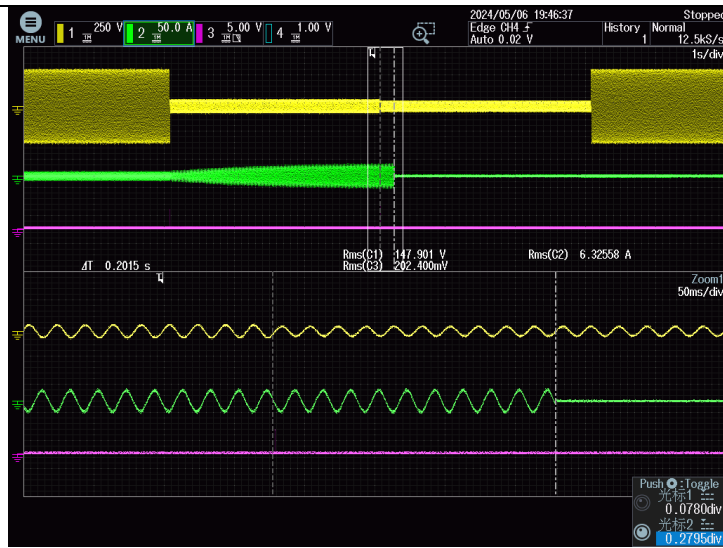 2024/05/06 19:46:37 Stopped
MENU 1 250 V 2 50.0 A 3 5.00 V 4 1.00 V Edge CH4 History Normal
Auto 0.02 V 1 12.5kS/s
1s/div
Rms(C1) 147.901 V Rms(C2) 6.32558 A
ΔT 0.2015 s Rms(C3) 202.400mV
Zoom1
50ms/div
Push :Toggle
光标1
0.0780div
光标2
0.2795div